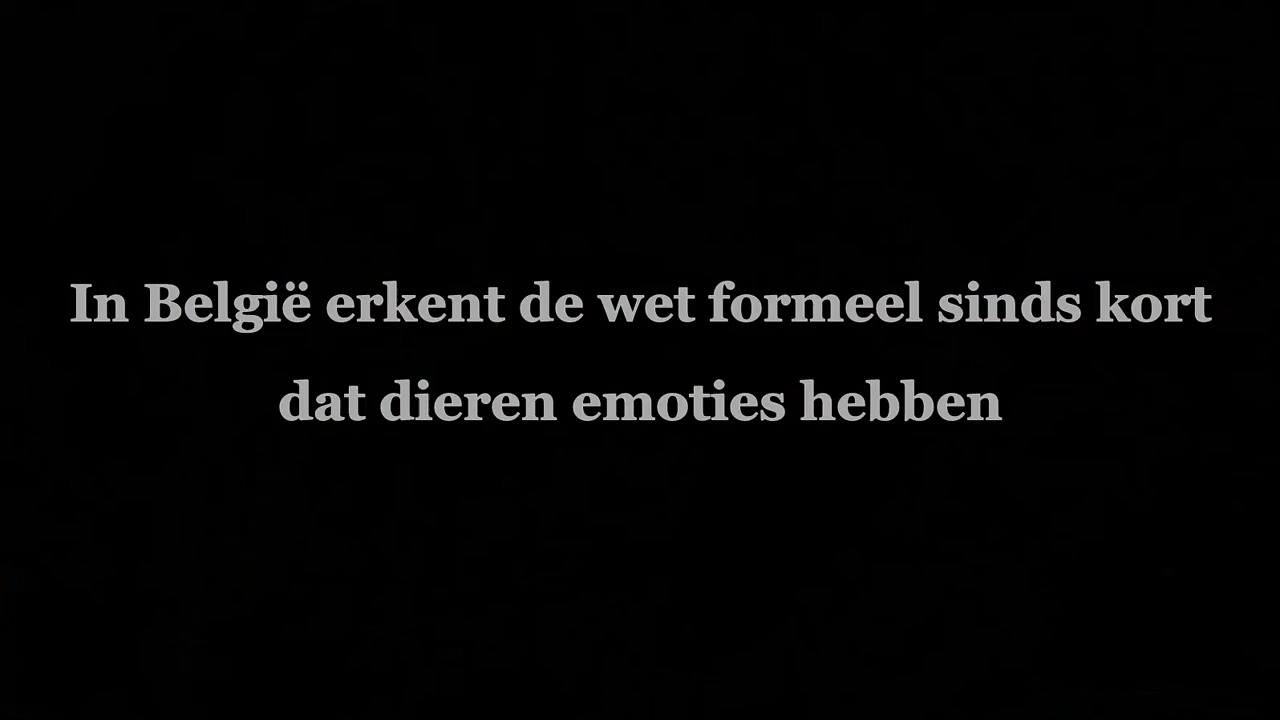 In België erkent de wet formeel sinds kort
dat dieren emoties hebben